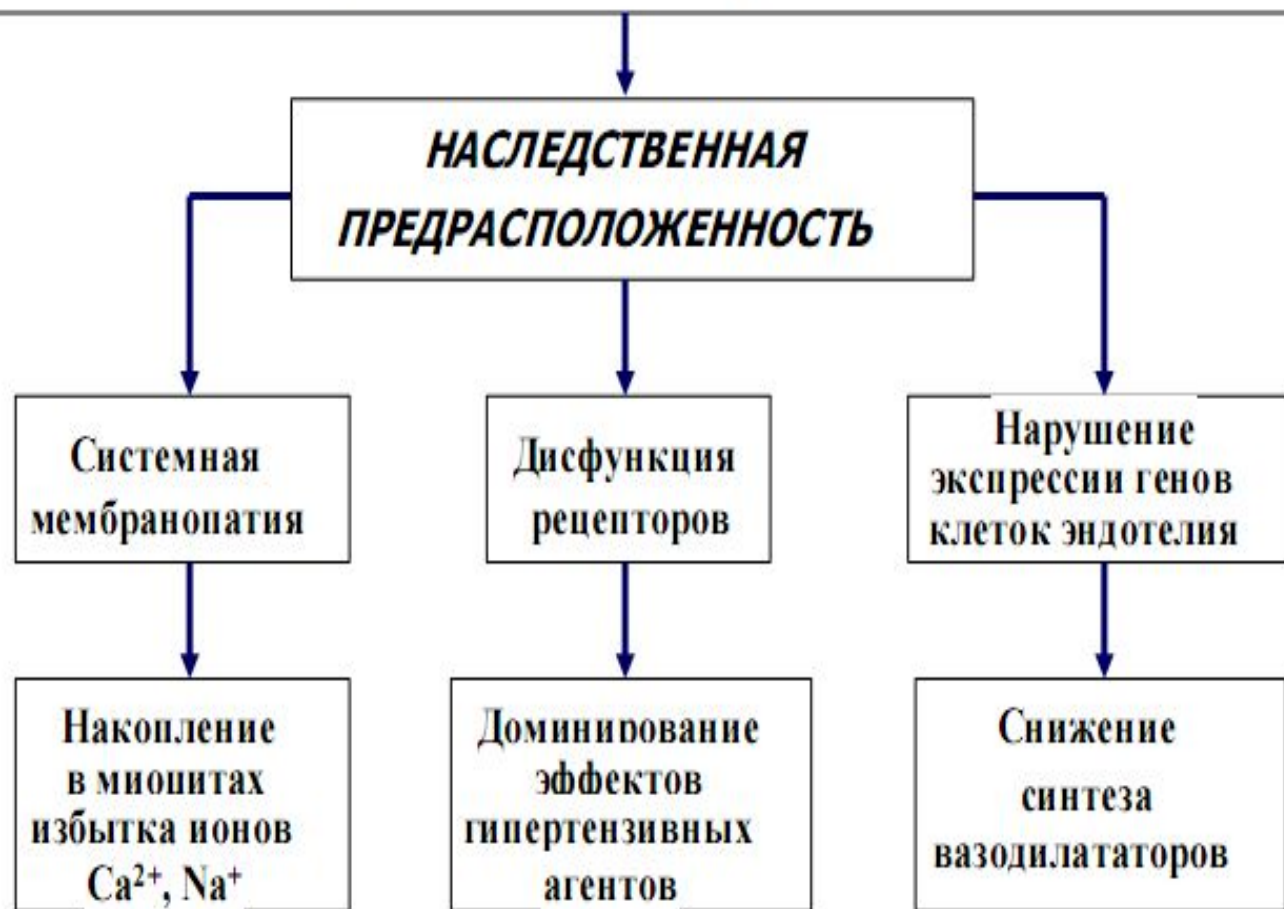 НАСЛЕДСТВЕННАЯ
ПРЕДРАСПОЛОЖЕННОСТЬ
Системная
мембранопатия
Дисфункция
рецепторов
Нарушение
экспрессии генов
клеток эндотелия
Накопление
в миоцитах
избытка ионов
Ca²⁺, Na⁺
Доминирование
эффектов
гипертензивных
агентов
Снижение
синтеза
вазодилататоров